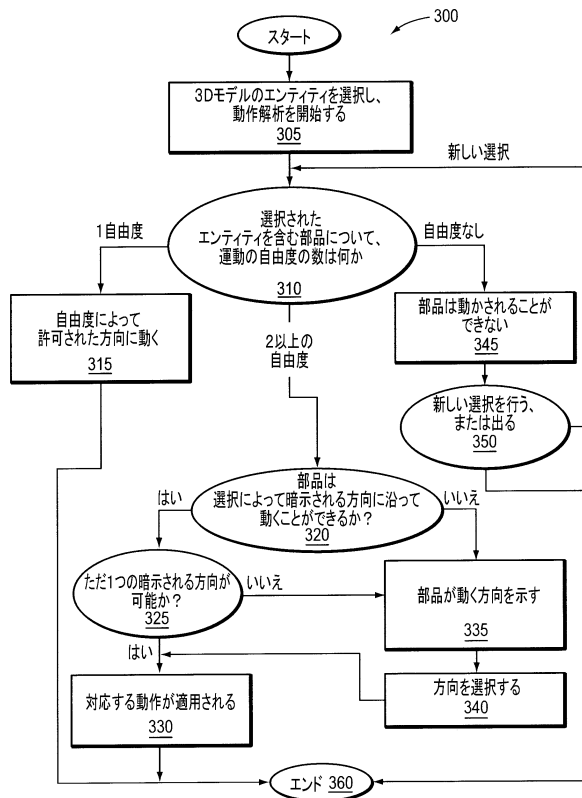 300
スタート
3Dモデルのエンティティを選択し、
動作解析を開始する
305
新しい選択
選択された
エンティティを含む部品について、
運動の自由度の数は何か
310
1自由度
自由度なし
自由度によって
許可された方向に動く
315
2以上の
自由度
部品は動かされることが
できない
345
新しい選択を行う、
または出る
350
部品は
選択によって暗示される方向に沿って
動くことができるか？
320
はい
いいえ
ただ1つの暗示される方向が
可能か？
325
いいえ
部品が動く方向を示す
335
はい
対応する動作が適用される
330
方向を選択する
340
エンド 360